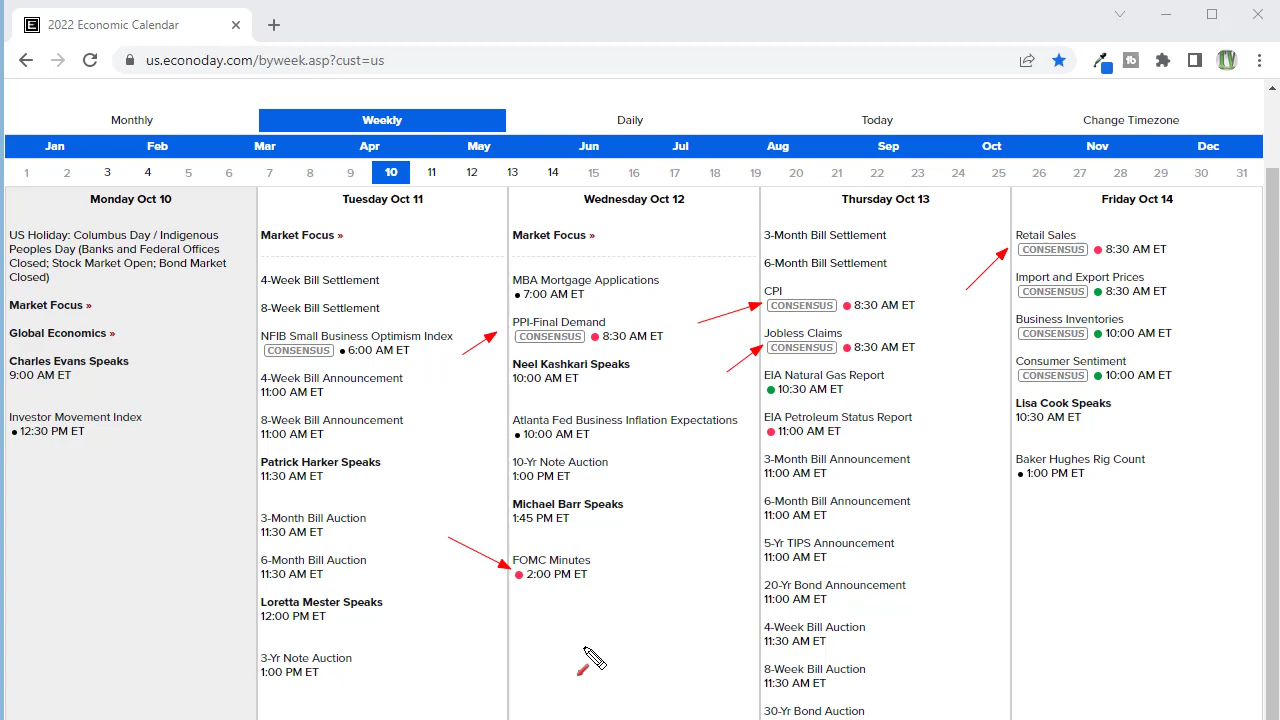 2022 Economic Calendar
us.econoday.com/byweek.asp?cust=us
Monthly Weekly Daily Today Change Timezone
Jan Feb Mar Apr May Jun Jul Aug Sep Oct Nov Dec
1 2 3 4 5 6 7 8 9 10 11 12 13 14 15 16 17 18 19 20 21 22 23 24 25 26 27 28 29 30 31
Monday Oct 10
US Holiday: Columbus Day / Indigenous
Peoples Day (Banks and Federal Offices
Closed; Stock Market Open; Bond Market
Closed)
Market Focus »
Global Economics »
Charles Evans Speaks
9:00 AM ET
Investor Movement Index
12:30 PM ET
Tuesday Oct 11
Market Focus »
4-Week Bill Settlement
8-Week Bill Settlement
NFIB Small Business Optimism Index
CONSENSUS 6:00 AM ET
4-Week Bill Announcement
11:00 AM ET
8-Week Bill Announcement
11:00 AM ET
Patrick Harker Speaks
11:30 AM ET
3-Month Bill Auction
11:30 AM ET
6-Month Bill Auction
11:30 AM ET
Loretta Mester Speaks
12:00 PM ET
3-Yr Note Auction
1:00 PM ET
Wednesday Oct 12
Market Focus »
MBA Mortgage Applications
7:00 AM ET
PPI-Final Demand
CONSENSUS 8:30 AM ET
Neel Kashkari Speaks
10:00 AM ET
Atlanta Fed Business Inflation Expectations
10:00 AM ET
10-Yr Note Auction
1:00 PM ET
Michael Barr Speaks
1:45 PM ET
FOMC Minutes
2:00 PM ET
Thursday Oct 13
3-Month Bill Settlement
6-Month Bill Settlement
CPI
CONSENSUS 8:30 AM ET
Jobless Claims
CONSENSUS 8:30 AM ET
EIA Natural Gas Report
10:30 AM ET
EIA Petroleum Status Report
11:00 AM ET
3-Month Bill Announcement
11:00 AM ET
6-Month Bill Announcement
11:00 AM ET
5-Yr TIPS Announcement
11:00 AM ET
20-Yr Bond Announcement
11:00 AM ET
4-Week Bill Auction
11:30 AM ET
8-Week Bill Auction
11:30 AM ET
30-Yr Bond Auction
Friday Oct 14
Retail Sales
CONSENSUS 8:30 AM ET
Import and Export Prices
CONSENSUS 8:30 AM ET
Business Inventories
CONSENSUS 10:00 AM ET
Consumer Sentiment
CONSENSUS 10:00 AM ET
Lisa Cook Speaks
10:30 AM ET
Baker Hughes Rig Count
1:00 PM ET